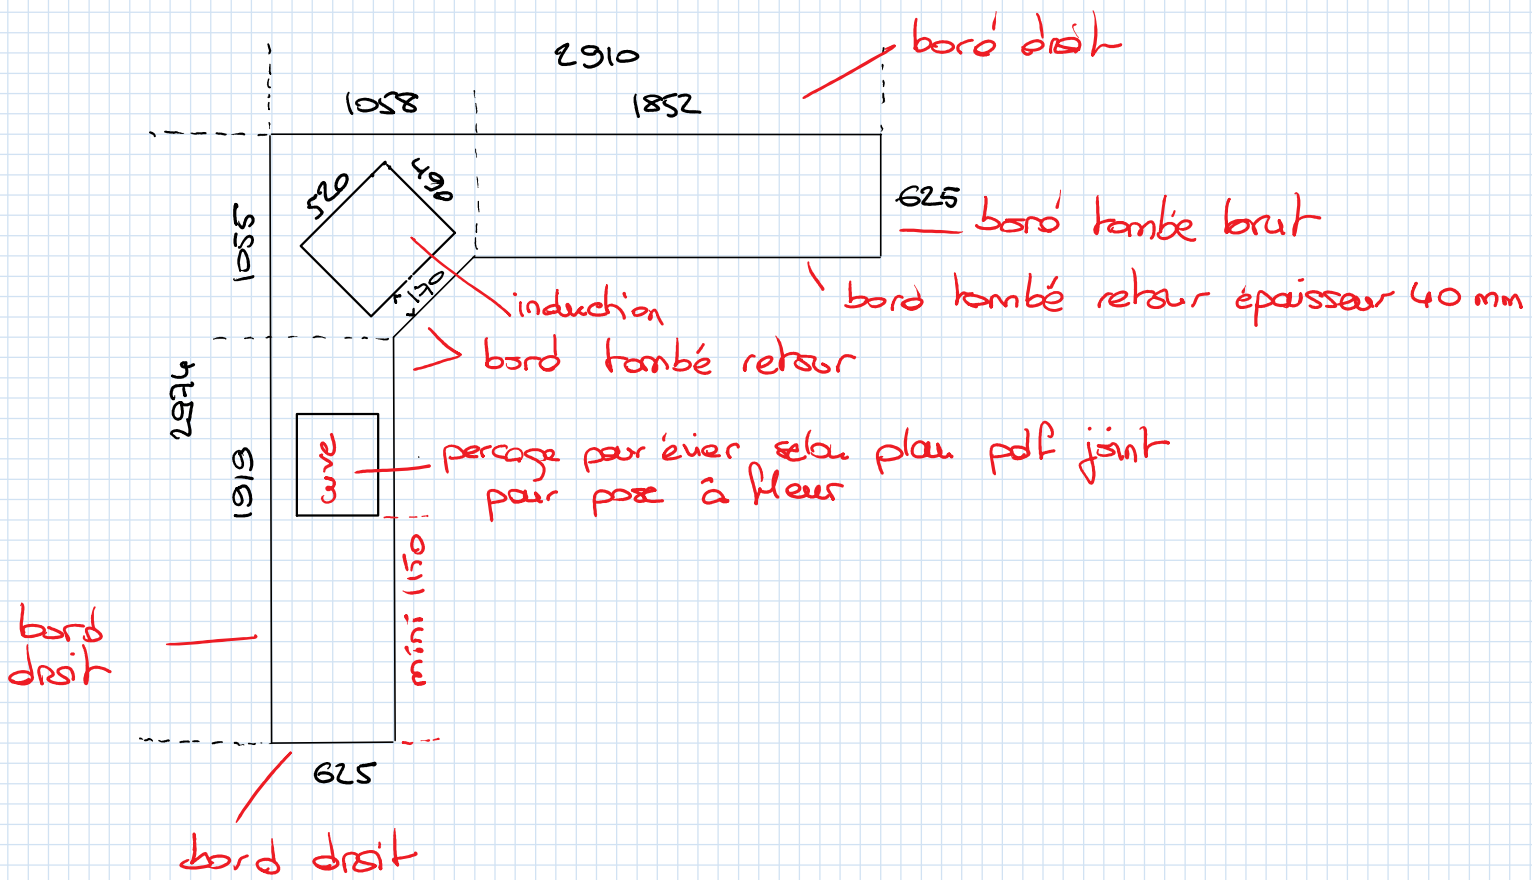 bord droit
2910
1058
1852
520
490
625
bord tombé brut
1055
170
bord tombé retour épaisseur 40 mm
induction
bord tombé retour
2974
cuve
perçage pour évier selon plan pdf joint
pour pose à fleur
1919
mini 1150
bord
droit
625
bord droit